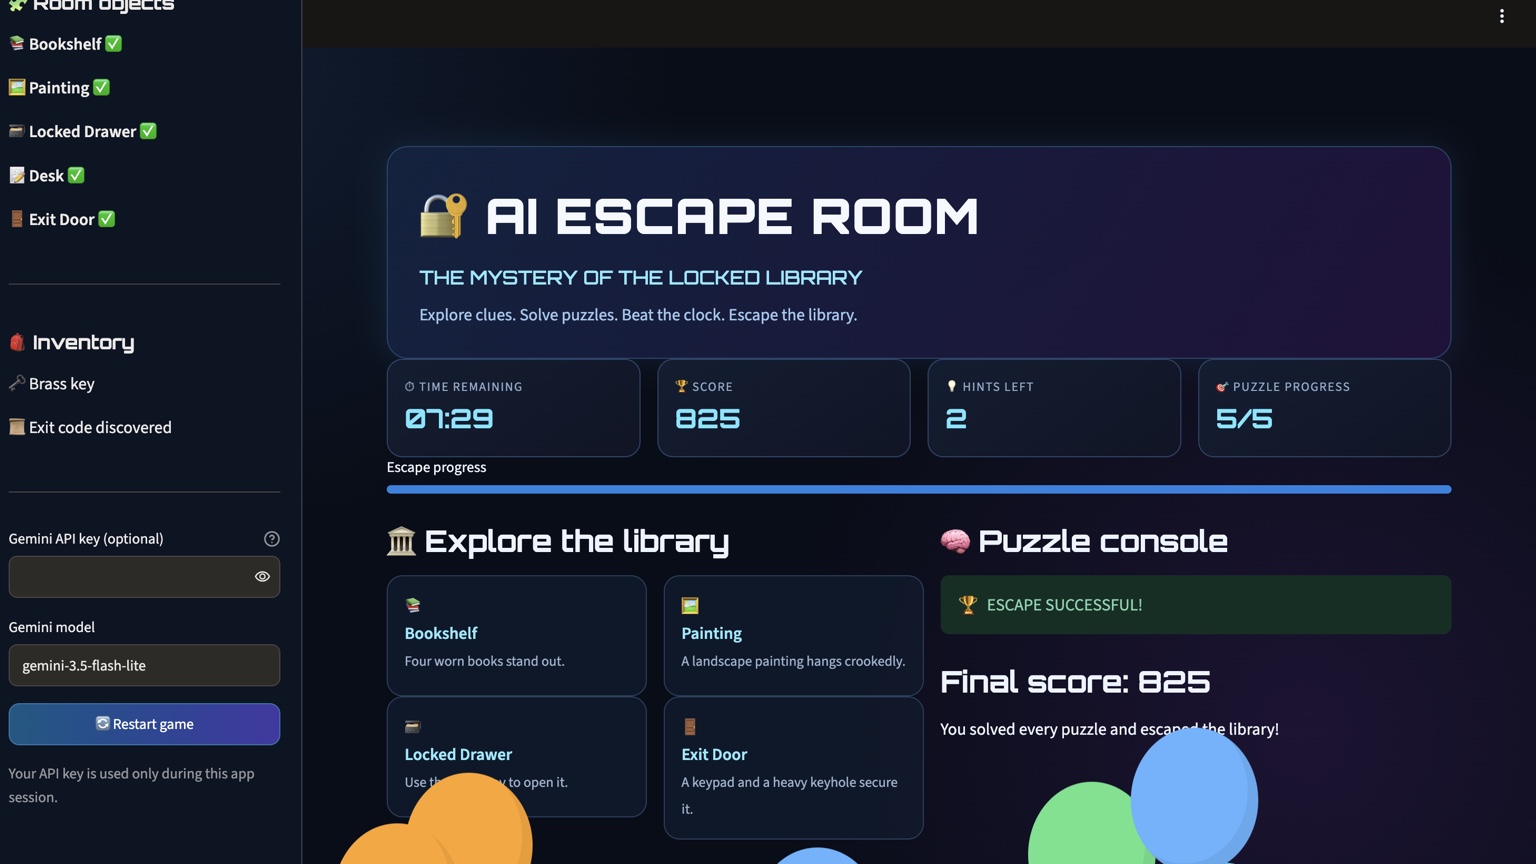 Room objects
Bookshelf
Painting
Locked Drawer
Desk
Exit Door
Inventory
Brass key
Exit code discovered
Gemini API key (optional)
Gemini model
gemini-3.5-flash-lite
Restart game
Your API key is used only during this app
session.
AI ESCAPE ROOM
THE MYSTERY OF THE LOCKED LIBRARY
Explore clues. Solve puzzles. Beat the clock. Escape the library.
TIME REMAINING
07:29
SCORE
825
HINTS LEFT
2
PUZZLE PROGRESS
5/5
Escape progress
Explore the library
Bookshelf
Four worn books stand out.
Painting
A landscape painting hangs crookedly.
Locked Drawer
Use to open it.
Exit Door
A keypad and a heavy keyhole secure
it.
Puzzle console
ESCAPE SUCCESSFUL!
Final score: 825
You solved every puzzle and escaped the library!